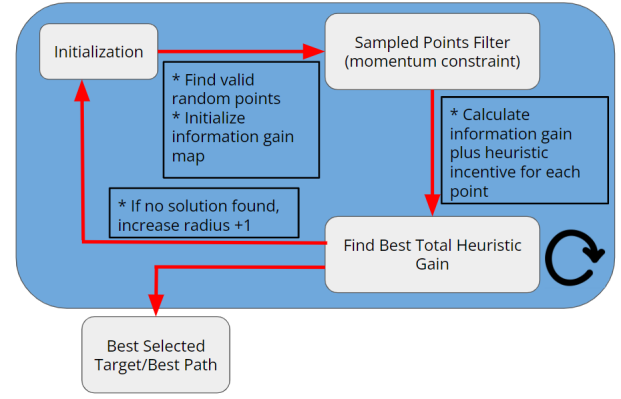 Initialization
Sampled Points Filter
(momentum constraint)
* Find valid
random points
* Initialize
information gain
map
* Calculate
information gain
plus heuristic
incentive for each
point
* If no solution found,
increase radius +1
Find Best Total Heuristic
Gain
Best Selected
Target/Best Path